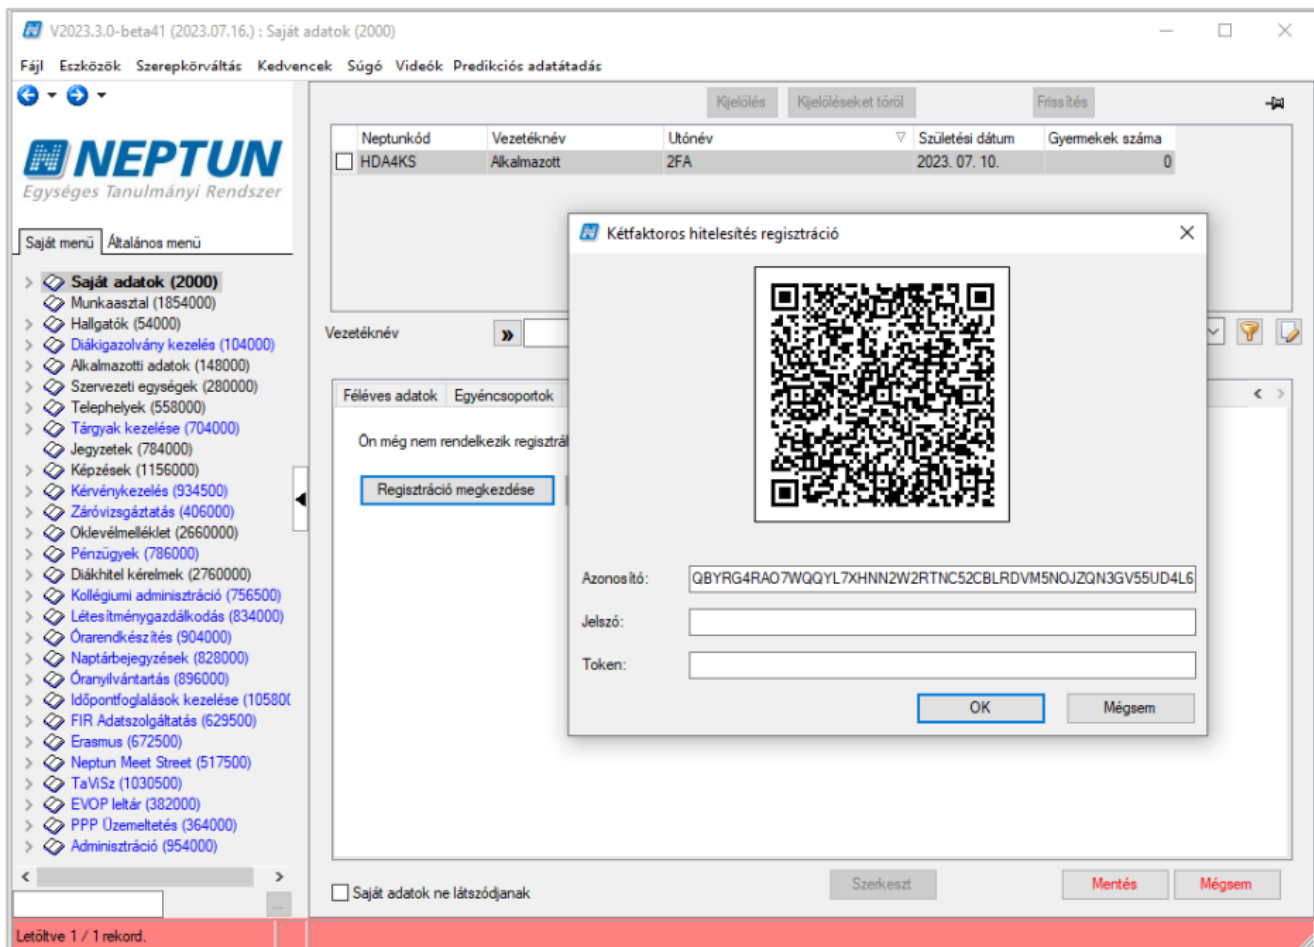 V2023.3.0-beta41 (2023.07.16.) : Saját adatok (2000)
Fájl Eszközök Szerepkörváltás Kedvencek Súgó Videók Predikciós adatátadás
Kijelölés Kijelöléseket töröl Frissítés
NEPTUN
Egységes Tanulmányi Rendszer
Neptunkód Vezetéknév Utónév Születési dátum Gyermekek száma
HDA4KS Alkalmazott 2FA 2023. 07. 10. 0
Saját menü Általános menü
Saját adatok (2000)
Munkaasztal (1854000)
Hallgatók (54000)
Diákigazolvány kezelés (104000)
Alkalmazotti adatok (148000)
Szervezeti egységek (280000)
Telephelyek (558000)
Tárgyak kezelése (704000)
Jegyzetek (784000)
Képzések (1156000)
Kérvénykezelés (934500)
Záróvizsgáztatás (406000)
Oklevélmelléklet (2660000)
Pénzügyek (786000)
Diákhitel kérelmek (2760000)
Kollégiumi adminisztráció (756500)
Létesítménygazdálkodás (834000)
Órarendkészítés (904000)
Naptárbejegyzések (828000)
Óranyilvántartás (896000)
Időpontfoglalások kezelése (105800
FIR Adatszolgáltatás (629500)
Erasmus (672500)
Neptun Meet Street (517500)
TaViSz (1030500)
EVOP leltár (382000)
PPP Üzemeltetés (364000)
Adminisztráció (954000)
Letöltve 1 / 1 rekord.
Vezetéknév
Féléves adatok Egyéncsoportok
Ön még nem rendelkezik regisztrál
Regisztráció megkezdése
Kétfaktoros hitelesítés regisztráció
Azonosító: QBYRG4RAO7WQQYL7XHNN2W2RTNC52CBLRDVM5NOJZQN3GV55UD4L6
Jelszó:
Token:
OK Mégsem
Saját adatok ne látszódjanak
Szerkeszt Mentés Mégsem